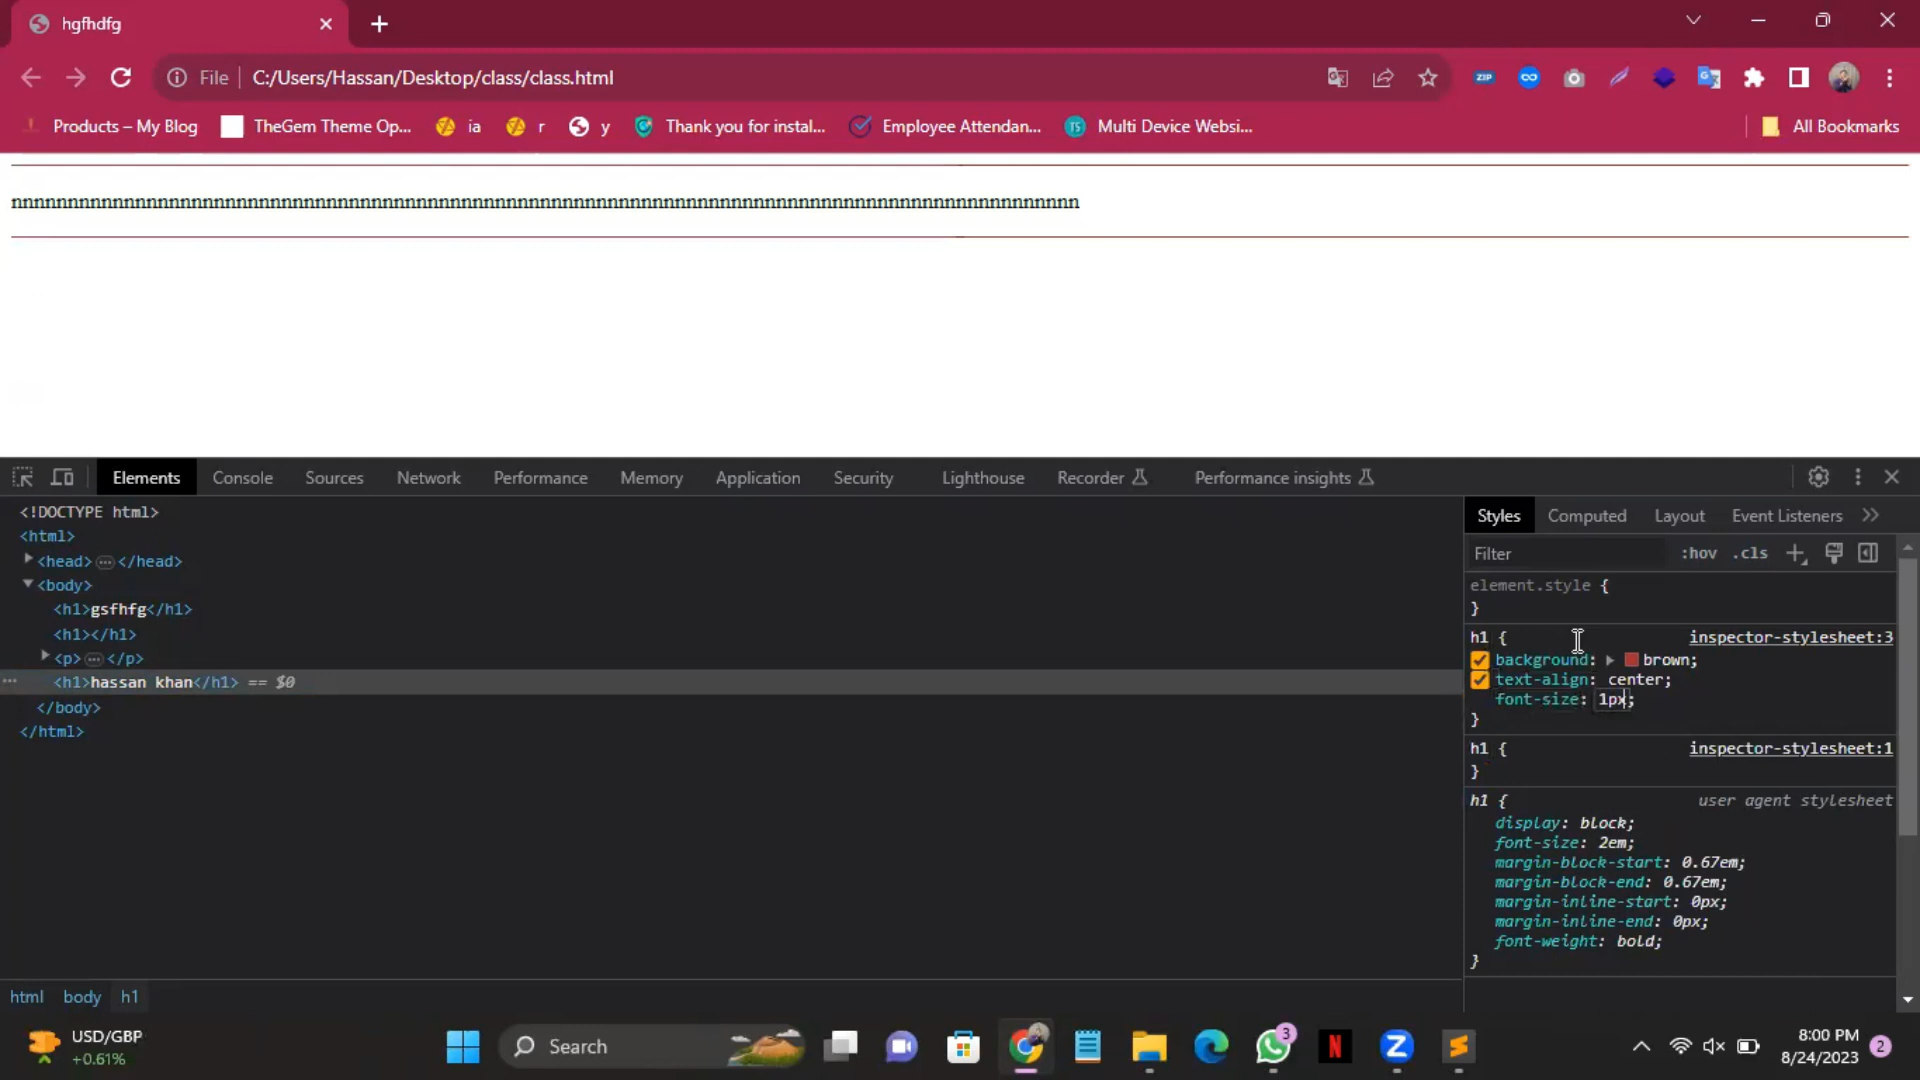 hgfhdfg
File C:/Users/Hassan/Desktop/class/class.html
ZIP
Products – My Blog TheGem Theme Op... ia r y Thank you for instal... Employee Attendan... TS Multi Device Websi... All Bookmarks
Elements Console Sources Network Performance Memory Application Security Lighthouse Recorder Performance insights
<!DOCTYPE html>
<html>
<head> ... </head>
<body>
<h1>gsfhfg</h1>
<h1></h1>
<p> ... </p>
<h1>hassan khan</h1> == $0
</body>
</html>
html body h1
Styles Computed Layout Event Listeners
Filter :hov .cls
element.style {
}
h1 { inspector-stylesheet:3
background: brown;
text-align: center;
font-size: 1px;
}
h1 { inspector-stylesheet:1
}
h1 { user agent stylesheet
display: block;
font-size: 2em;
margin-block-start: 0.67em;
margin-block-end: 0.67em;
margin-inline-start: 0px;
margin-inline-end: 0px;
font-weight: bold;
}
USD/GBP
+0.61%
Search
3
8:00 PM
8/24/2023
2